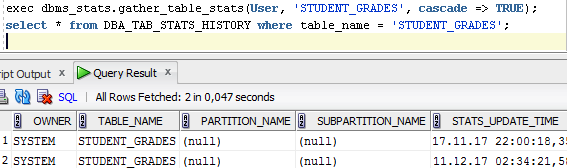 exec dbms_stats.gather_table_stats(User, 'STUDENT_GRADES', cascade => TRUE);
select * from DBA_TAB_STATS_HISTORY where table_name = 'STUDENT_GRADES';
ript Output x Query Result x
SQL | All Rows Fetched: 2 in 0,047 seconds
OWNER TABLE_NAME PARTITION_NAME SUBPARTITION_NAME STATS_UPDATE_TIME
1 SYSTEM STUDENT_GRADES (null) (null) 17.11.17 22:00:18,35
2 SYSTEM STUDENT_GRADES (null) (null) 11.12.17 02:34:21,5